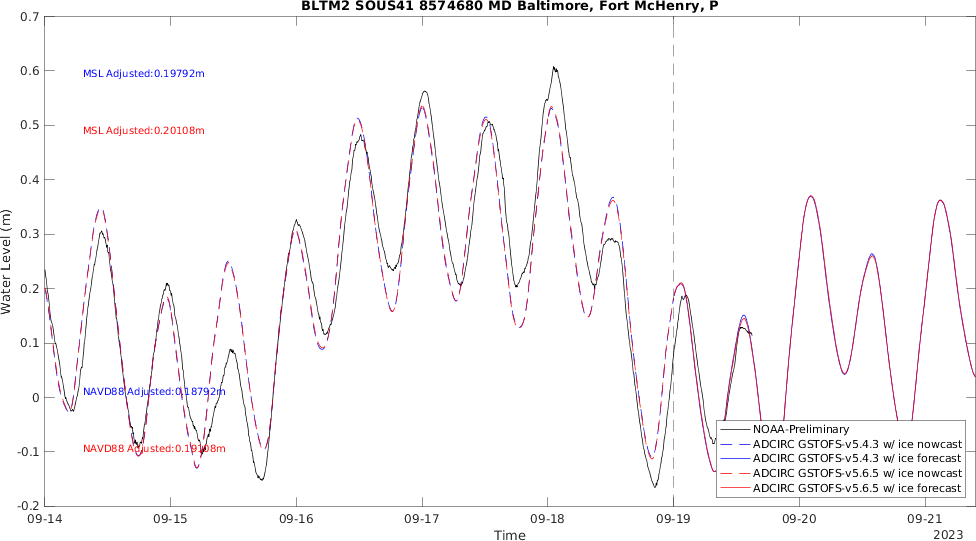 BLTM2 SOUS41 8574680 MD Baltimore, Fort McHenry, P
0.7
0.6
0.5
0.4
0.3
0.2
0.1
0
-0.1
-0.2
Water Level (m)
MSL Adjusted:0.19792m
MSL Adjusted:0.20108m
NAVD88 Adjusted:0.18792m
NAVD88 Adjusted:0.19108m
NOAA-Preliminary
ADCIRC GSTOFS-v5.4.3 w/ ice nowcast
ADCIRC GSTOFS-v5.4.3 w/ ice forecast
ADCIRC GSTOFS-v5.6.5 w/ ice nowcast
ADCIRC GSTOFS-v5.6.5 w/ ice forecast
09-14 09-15 09-16 09-17 09-18 09-19 09-20 09-21
Time
2023